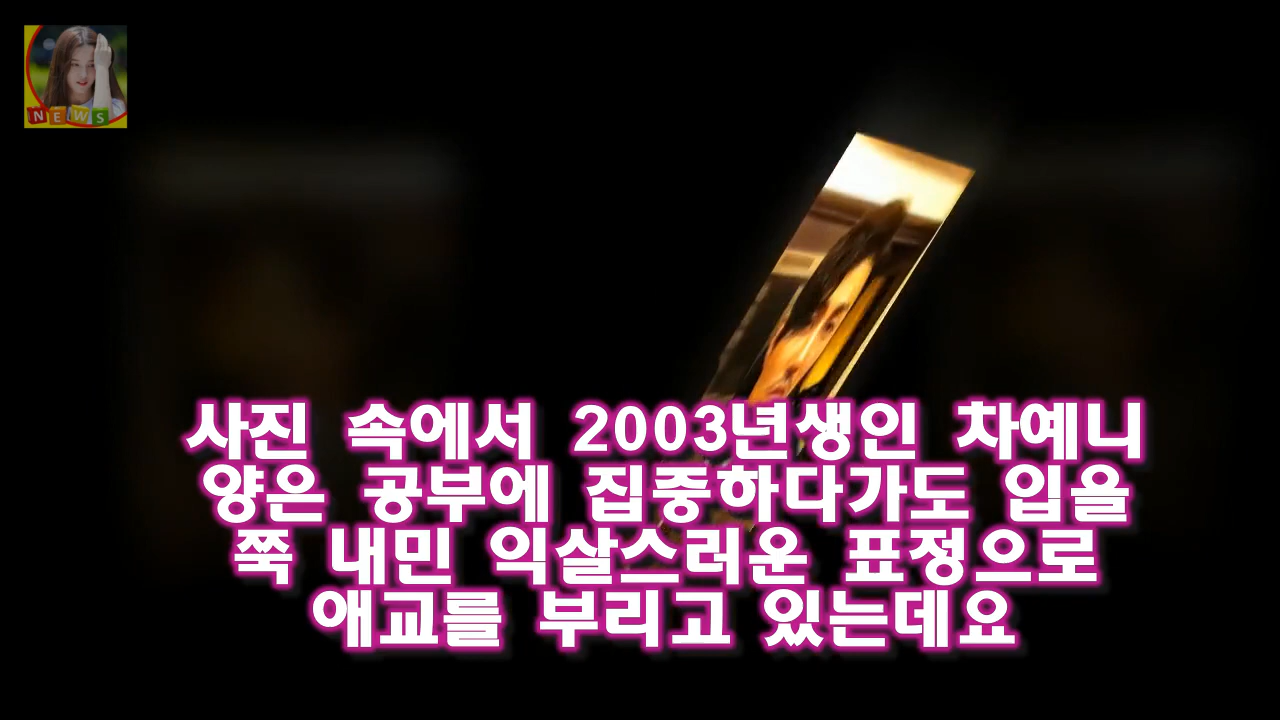 NEWS
사진 속에서 2003년생인 차예니
양은 공부에 집중하다가도 입을
쭉 내민 익살스러운 표정으로
애교를 부리고 있는데요